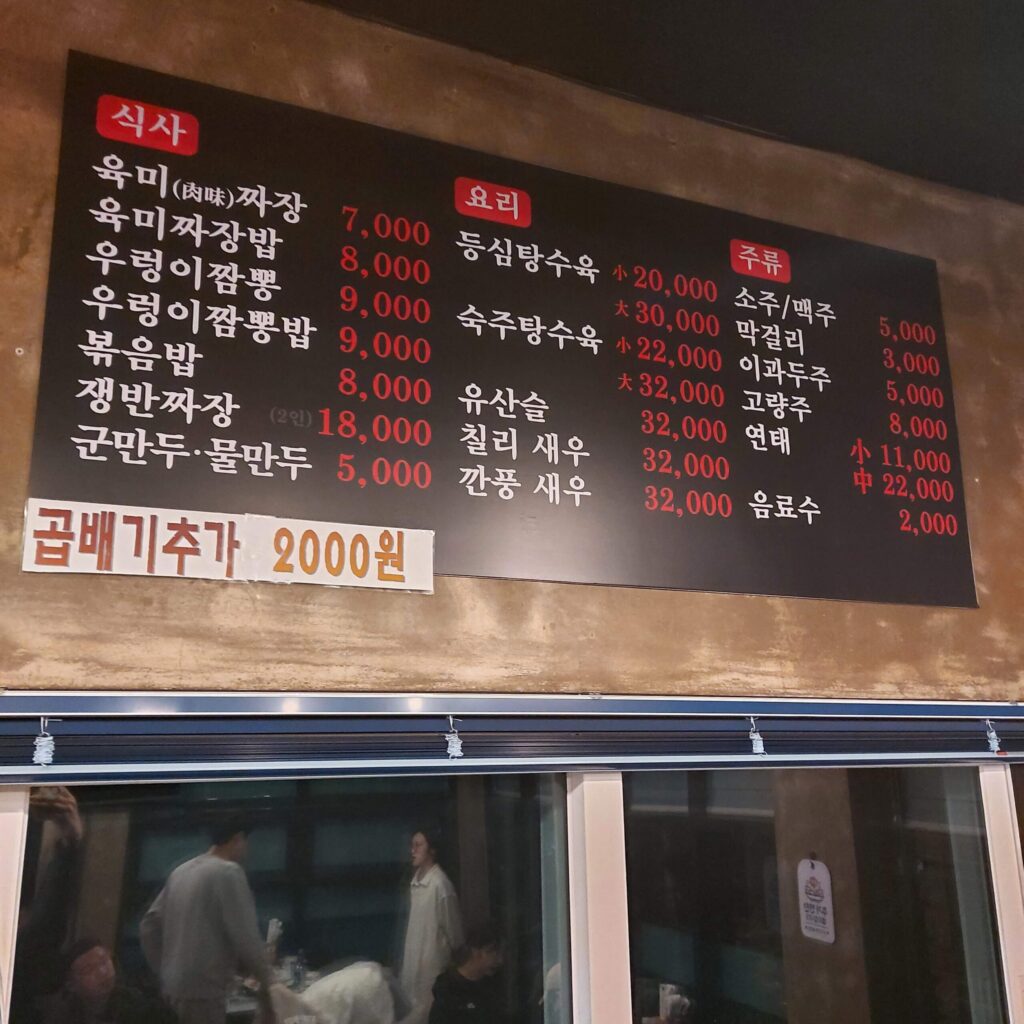 식사
육미(肉味)짜장 7,000
육미짜장밥 8,000
우렁이짬뽕 9,000
우렁이짬뽕밥 9,000
볶음밥 8,000
쟁반짜장 (2인) 18,000
군만두·물만두 5,000
곱배기추가 2000원
요리
등심탕수육 小 20,000
大 30,000
숙주탕수육 小 22,000
大 32,000
유산슬 32,000
칠리 새우 32,000
깐풍 새우 32,000
주류
소주/맥주 5,000
막걸리 3,000
이과두주 5,000
고량주 8,000
연태 小 11,000
中 22,000
음료수 2,000